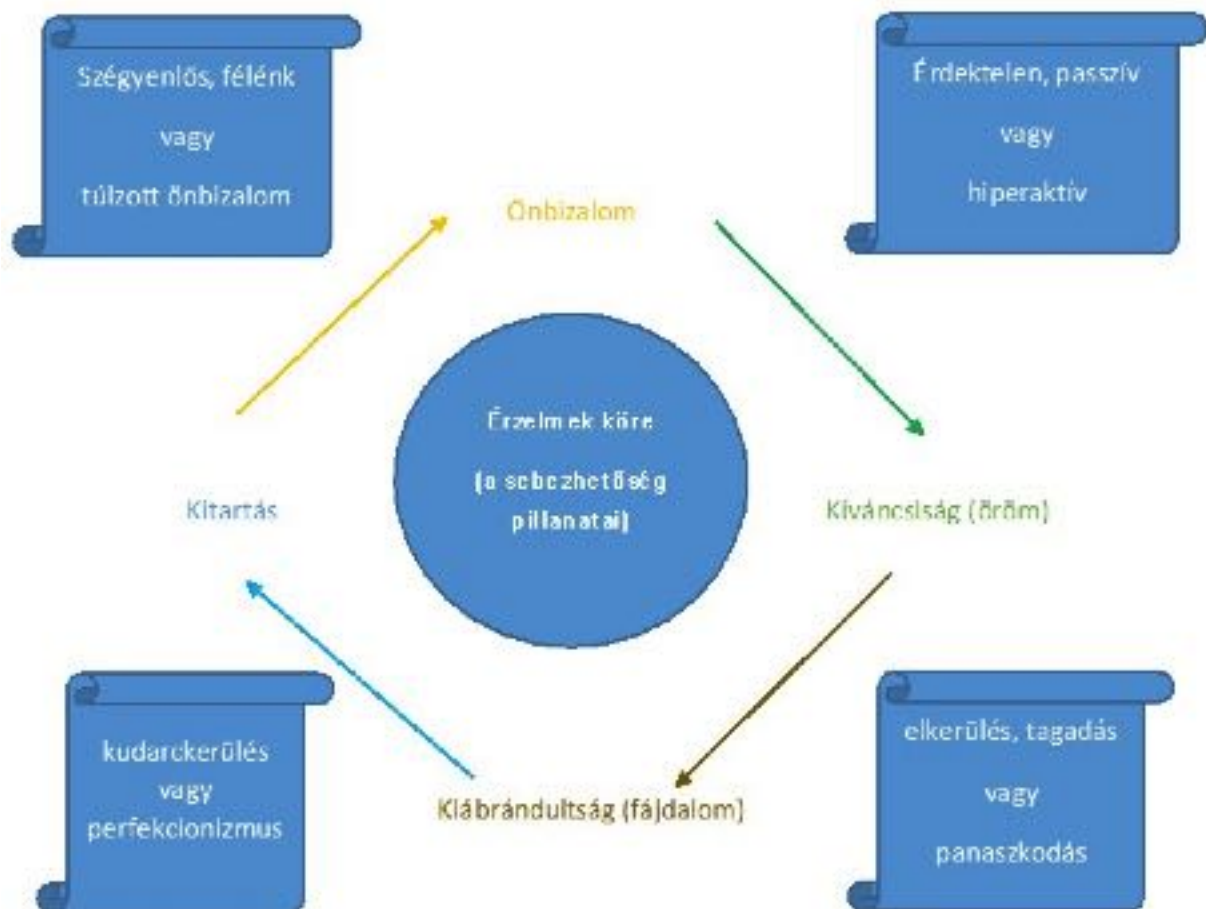 Szégyenlős, félénk
vagy
túlzott önbizalom
Érdektelen, passzív
vagy
hiperaktív
Önbizalom
Érzelmek köre
(a sebezhetőség
pillanatai)
Kitartás
Kíváncsiság (öröm)
kudarckerülés
vagy
perfekcionizmus
Kiábrándultság (fájdalom)
elkerülés, tagadás
vagy
panaszkodás